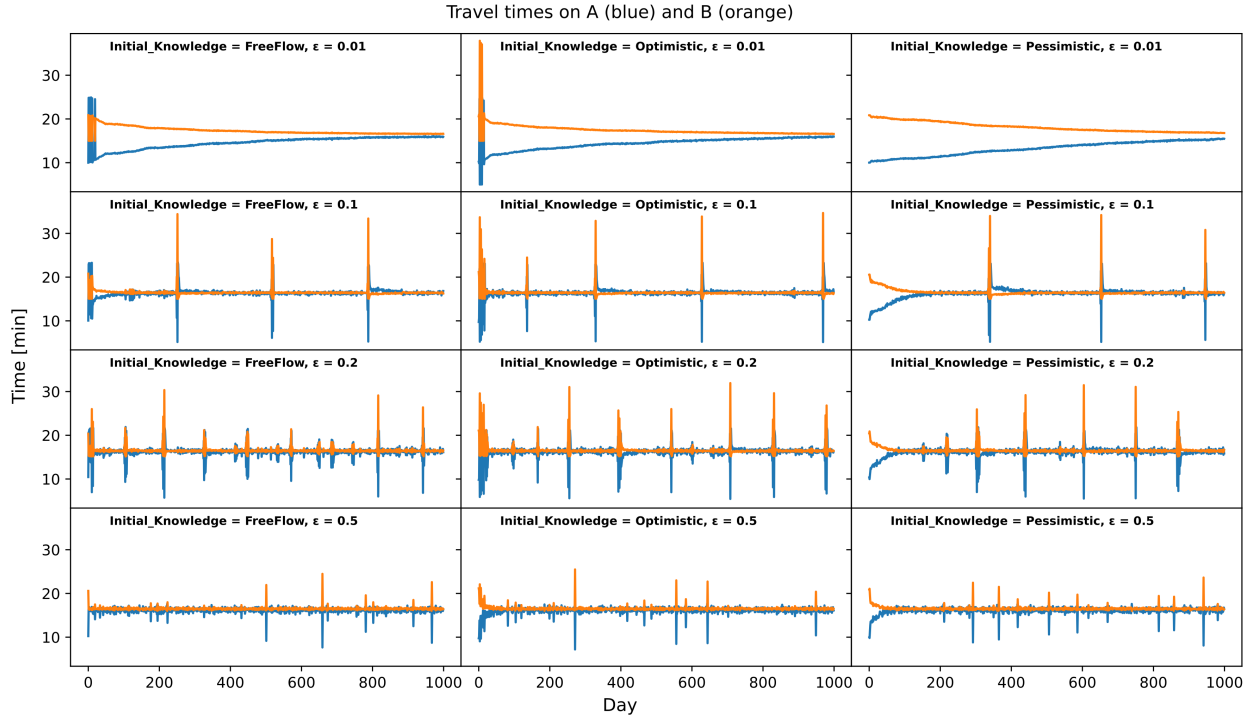 Travel times on A (blue) and B (orange)
Initial_Knowledge = FreeFlow, ε = 0.01
Initial_Knowledge = Optimistic, ε = 0.01
Initial_Knowledge = Pessimistic, ε = 0.01
30
20
10
Initial_Knowledge = FreeFlow, ε = 0.1
Initial_Knowledge = Optimistic, ε = 0.1
Initial_Knowledge = Pessimistic, ε = 0.1
30
20
10
Time [min]
Initial_Knowledge = FreeFlow, ε = 0.2
Initial_Knowledge = Optimistic, ε = 0.2
Initial_Knowledge = Pessimistic, ε = 0.2
30
20
10
Initial_Knowledge = FreeFlow, ε = 0.5
Initial_Knowledge = Optimistic, ε = 0.5
Initial_Knowledge = Pessimistic, ε = 0.5
30
20
10
0 200 400 600 800 1000 0 200 400 600 800 1000 0 200 400 600 800 1000
Day